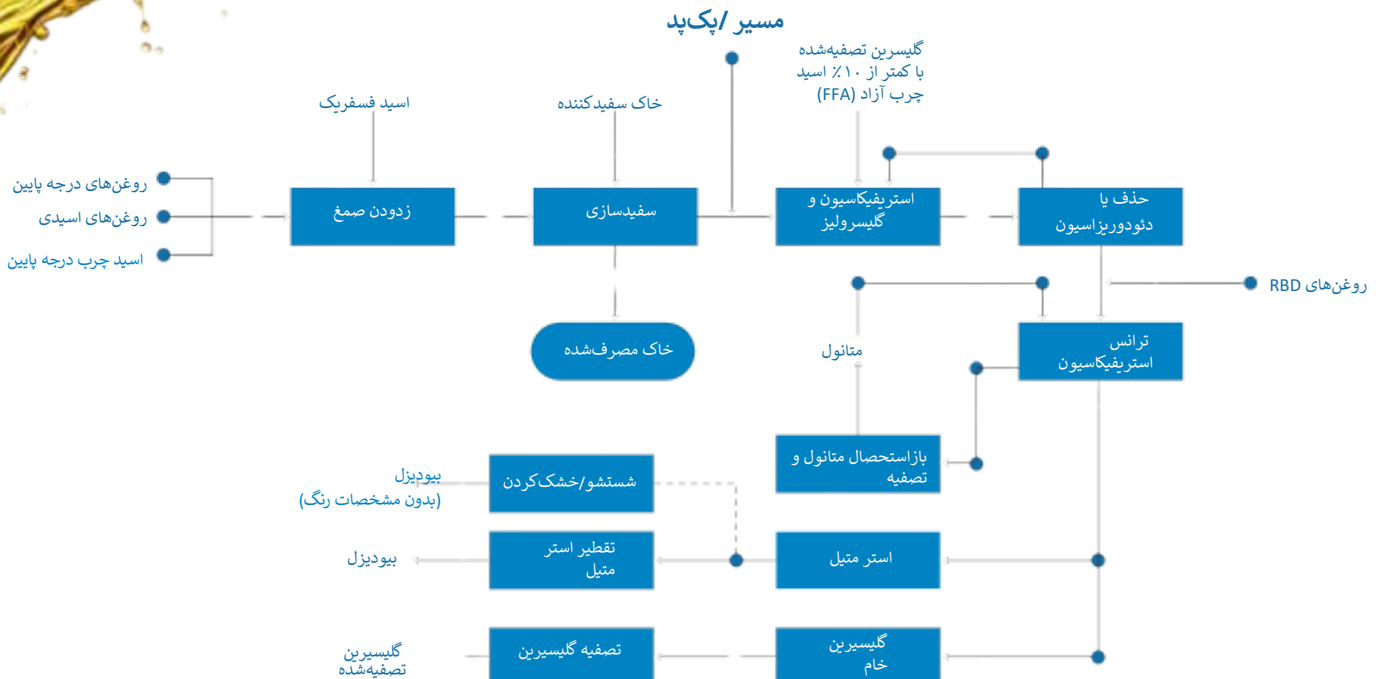 مسیر /پک‌پد
گلیسرین تصفیه‌شده
با کمتر از ۱۰٪ اسید
چرب آزاد (FFA)
اسید فسفریک
خاک سفیدکننده
روغن‌های درجه پایین
روغن‌های اسیدی
اسید چرب درجه پایین
زدودن صمغ
سفیدسازی
استریفیکاسیون و
گلیسرولیز
حذف یا
دئودوریزاسیون
روغن‌های RBD
خاک مصرف‌شده
متانول
ترانس
استریفیکاسیون
بازاستحصال متانول و
تصفیه
شستشو/خشک‌کردن
بیودیزل
(بدون مشخصات رنگ)
استر متیل
تقطیر استر
متیل
بیودیزل
گلیسیرین
خام
تصفیه گلیسیرین
گلیسیرین
تصفیه‌شده